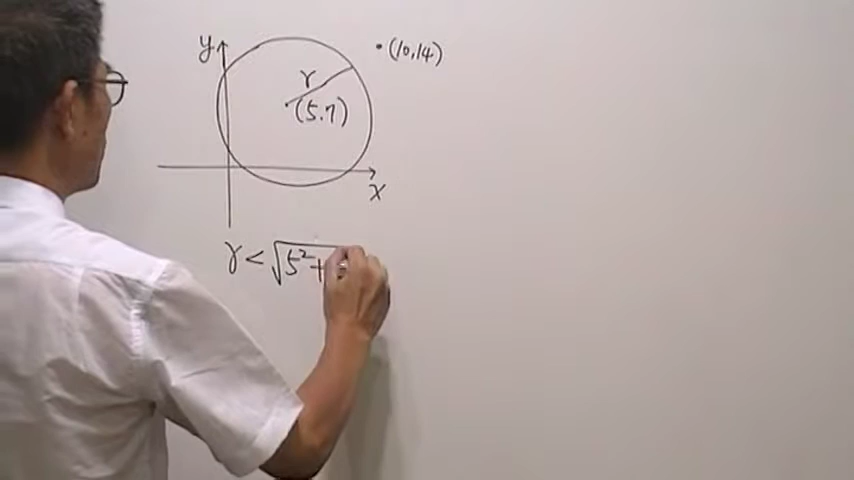 y
(10,14)
r
(5.7)
x
r < √5²+